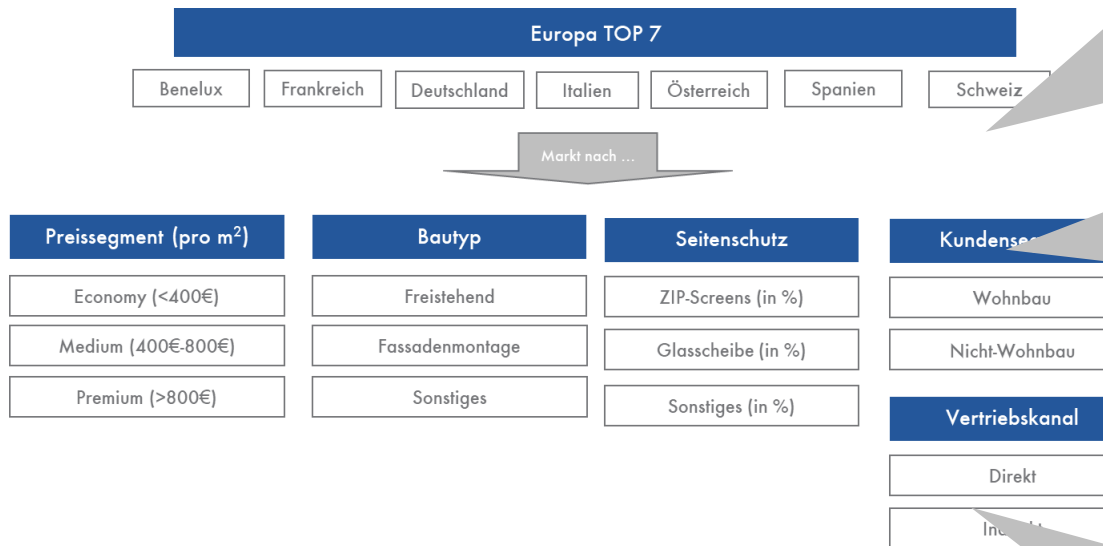 Europa TOP 7
Benelux
Frankreich
Deutschland
Italien
Österreich
Spanien
Schweiz
Markt nach ...
Preissegment (pro m²)
Economy (<400€)
Medium (400€-800€)
Premium (>800€)
Bautyp
Freistehend
Fassadenmontage
Sonstiges
Seitenschutz
ZIP-Screens (in %)
Glasscheibe (in %)
Sonstiges (in %)
Wohnbau
Nicht-Wohnbau
Vertriebskanal
Direkt